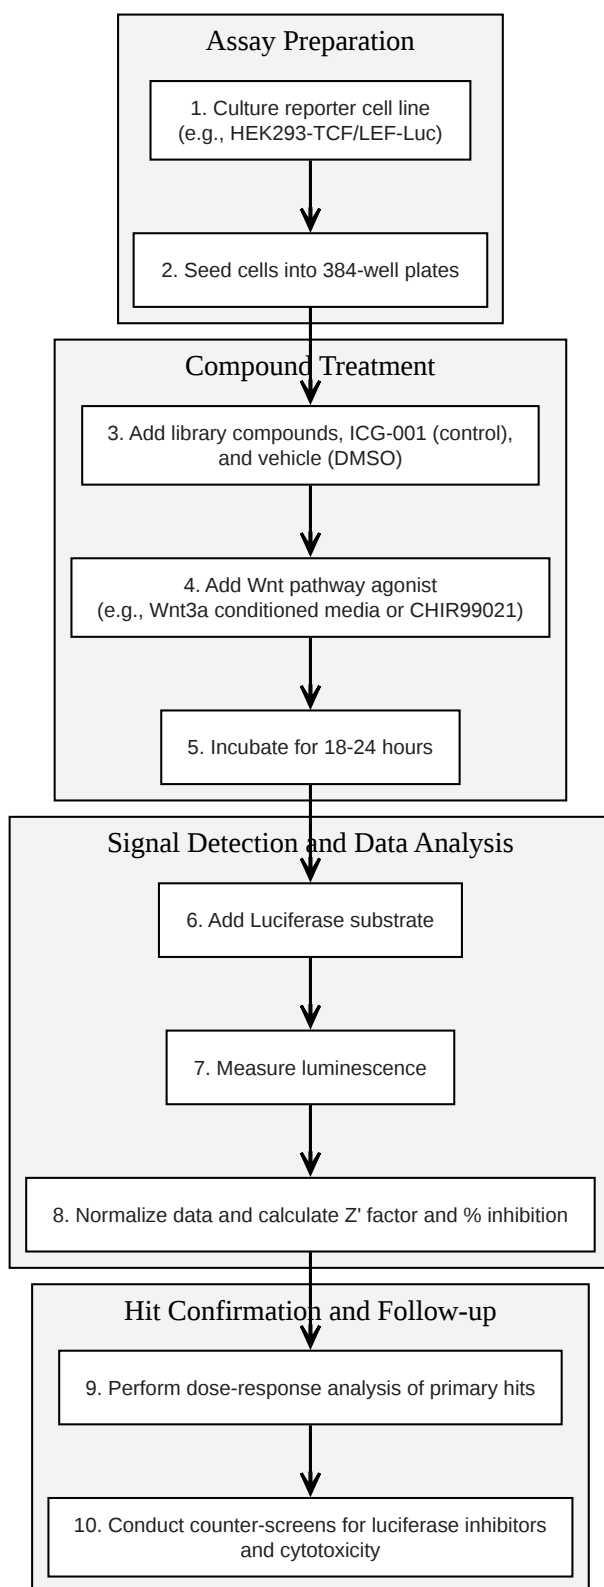 Assay Preparation
1. Culture reporter cell line
(e.g., HEK293-TCF/LEF-Luc)
2. Seed cells into 384-well plates
Compound Treatment
3. Add library compounds, ICG-001 (control),
and vehicle (DMSO)
4. Add Wnt pathway agonist
(e.g., Wnt3a conditioned media or CHIR99021)
5. Incubate for 18-24 hours
Signal Detection and Data Analysis
6. Add Luciferase substrate
7. Measure luminescence
8. Normalize data and calculate Z' factor and % inhibition
Hit Confirmation and Follow-up
9. Perform dose-response analysis of primary hits
10. Conduct counter-screens for luciferase inhibitors
and cytotoxicity